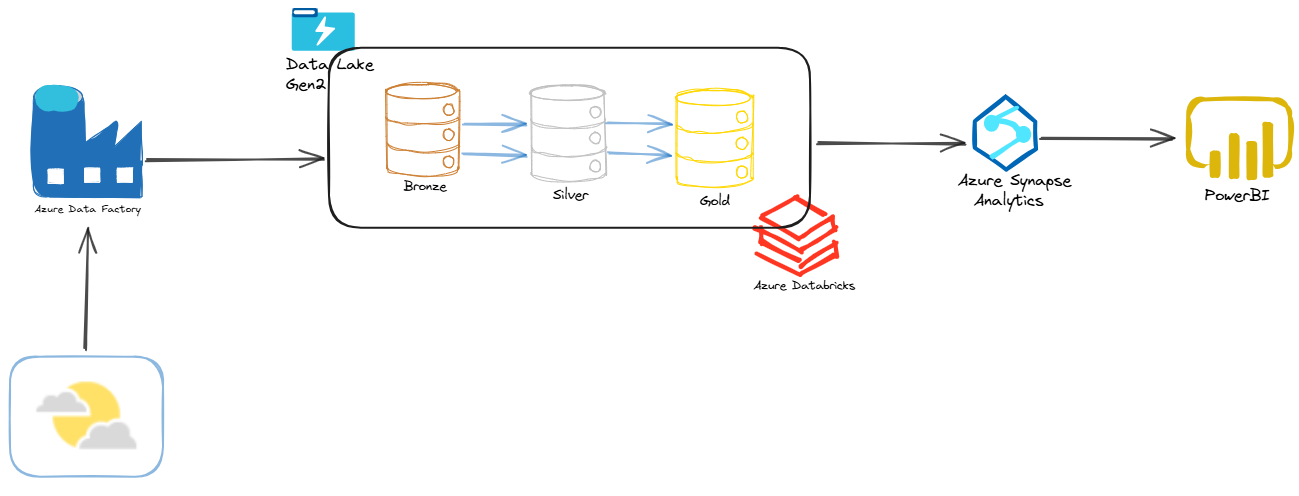 Data Lake
Gen2
Bronze
Silver
Gold
Azure Data Factory
Azure Databricks
Azure Synapse
Analytics
PowerBI